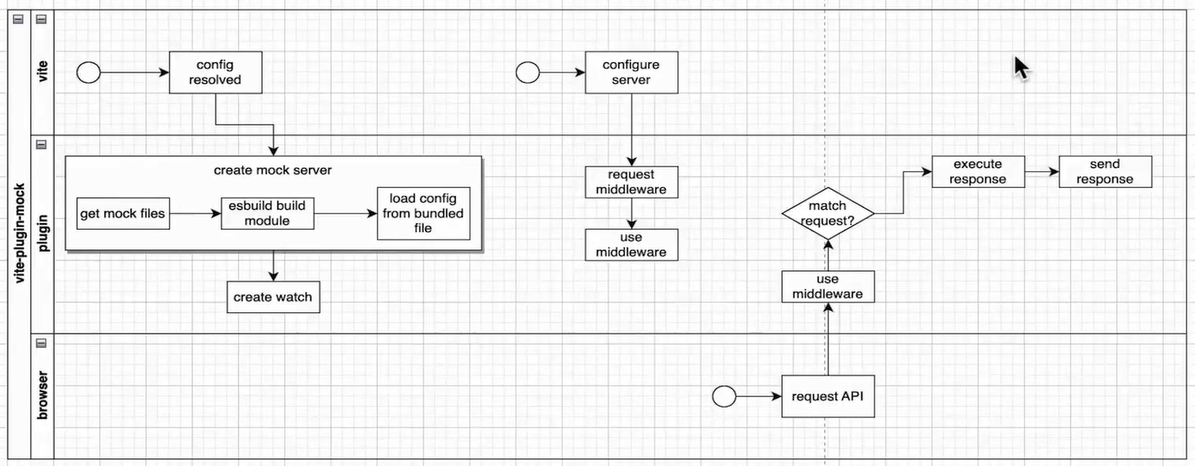 vite-plugin-mock
vite
config
resolved
configure
server
plugin
create mock server
get mock files
esbuild build
module
load config
from bundled
file
create watch
request
middleware
use
middleware
match
request?
execute
response
send
response
use
middleware
browser
request API